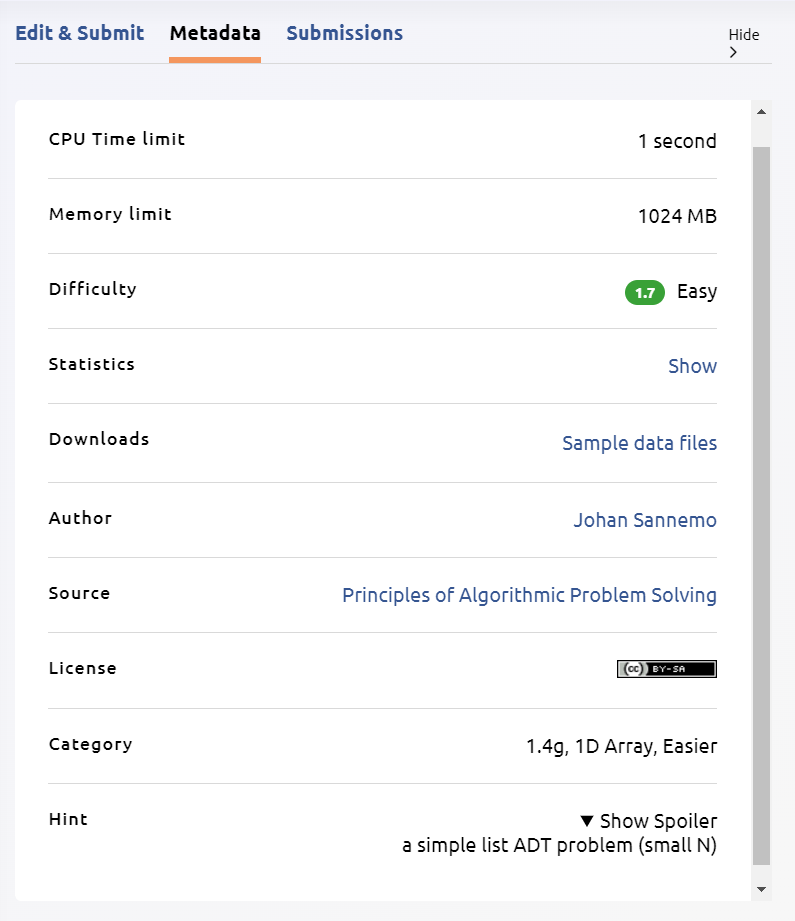 Edit & Submit Metadata Submissions Hide
CPU Time limit 1 second
Memory limit 1024 MB
Difficulty 1.7 Easy
Statistics Show
Downloads Sample data files
Author Johan Sannemo
Source Principles of Algorithmic Problem Solving
License (cc) BY-SA
Category 1.4g, 1D Array, Easier
Hint ▼ Show Spoiler
a simple list ADT problem (small N)